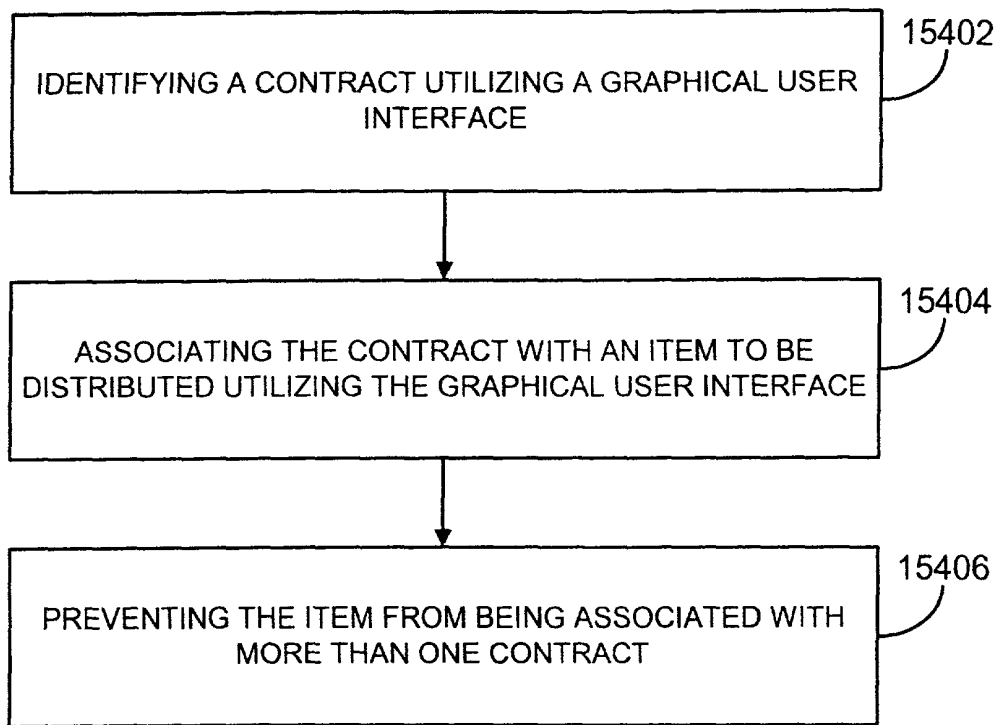 15402
IDENTIFYING A CONTRACT UTILIZING A GRAPHICAL USER
INTERFACE
15404
ASSOCIATING THE CONTRACT WITH AN ITEM TO BE
DISTRIBUTED UTILIZING THE GRAPHICAL USER INTERFACE
15406
PREVENTING THE ITEM FROM BEING ASSOCIATED WITH
MORE THAN ONE CONTRACT